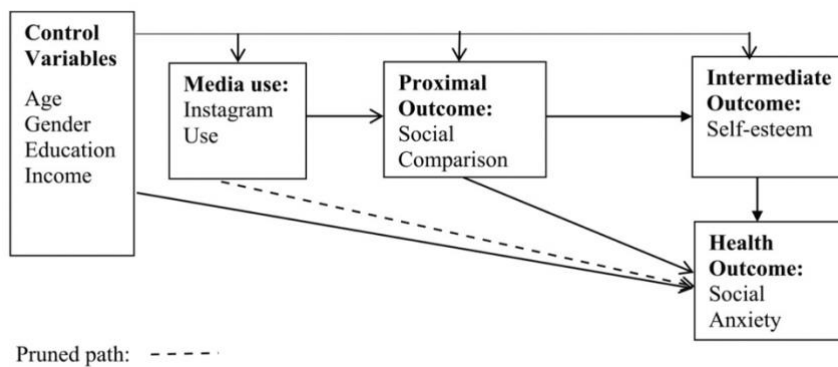 Control
Variables
Age
Gender
Education
Income
Media use:
Instagram
Use
Proximal
Outcome:
Social
Comparison
Intermediate
Outcome:
Self-esteem
Health
Outcome:
Social
Anxiety
Pruned path: